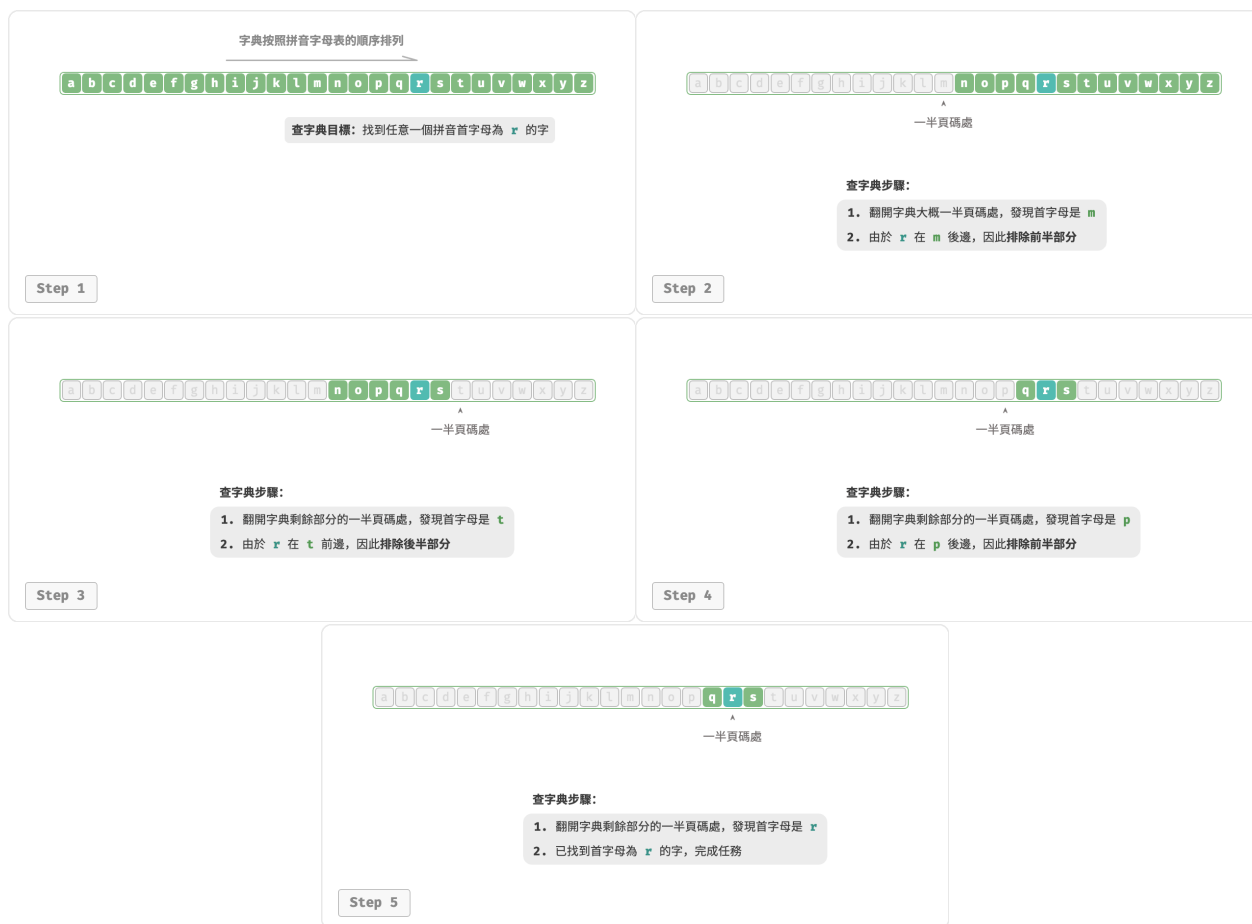 字典按照拼音字母表的順序排列
a b c d e f g h i j k l m n o p q r s t u v w x y z
查字典目標：找到任意一個拼音首字母為 r 的字
Step 1
a b c d e f g h i j k l m n o p q r s t u v w x y z
一半頁碼處
查字典步驟：
1. 翻開字典大概一半頁碼處，發現首字母是 m
2. 由於 r 在 m 後邊，因此排除前半部分
Step 2
a b c d e f g h i j k l m n o p q r s t u v w x y z
一半頁碼處
查字典步驟：
1. 翻開字典剩餘部分的一半頁碼處，發現首字母是 t
2. 由於 r 在 t 前邊，因此排除後半部分
Step 3
a b c d e f g h i j k l m n o p q r s t u v w x y z
一半頁碼處
查字典步驟：
1. 翻開字典剩餘部分的一半頁碼處，發現首字母是 p
2. 由於 r 在 p 後邊，因此排除前半部分
Step 4
a b c d e f g h i j k l m n o p q r s t u v w x y z
一半頁碼處
查字典步驟：
1. 翻開字典剩餘部分的一半頁碼處，發現首字母是 r
2. 已找到首字母為 r 的字，完成任務
Step 5